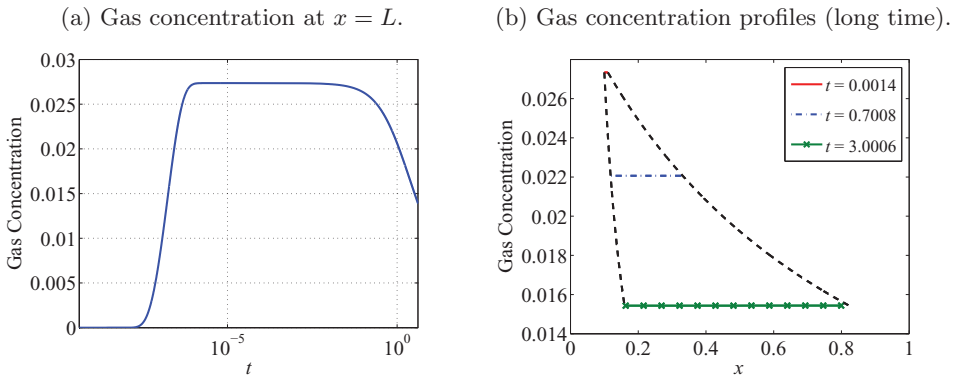 (a) Gas concentration at x = L.
0.03
0.025
0.02
0.015
0.01
0.005
0
Gas Concentration
10⁻⁵
10⁰
t
(b) Gas concentration profiles (long time).
0.026
0.024
0.022
0.02
0.018
0.016
0.014
Gas Concentration
t = 0.0014
t = 0.7008
t = 3.0006
0
0.2
0.4
0.6
0.8
1
x